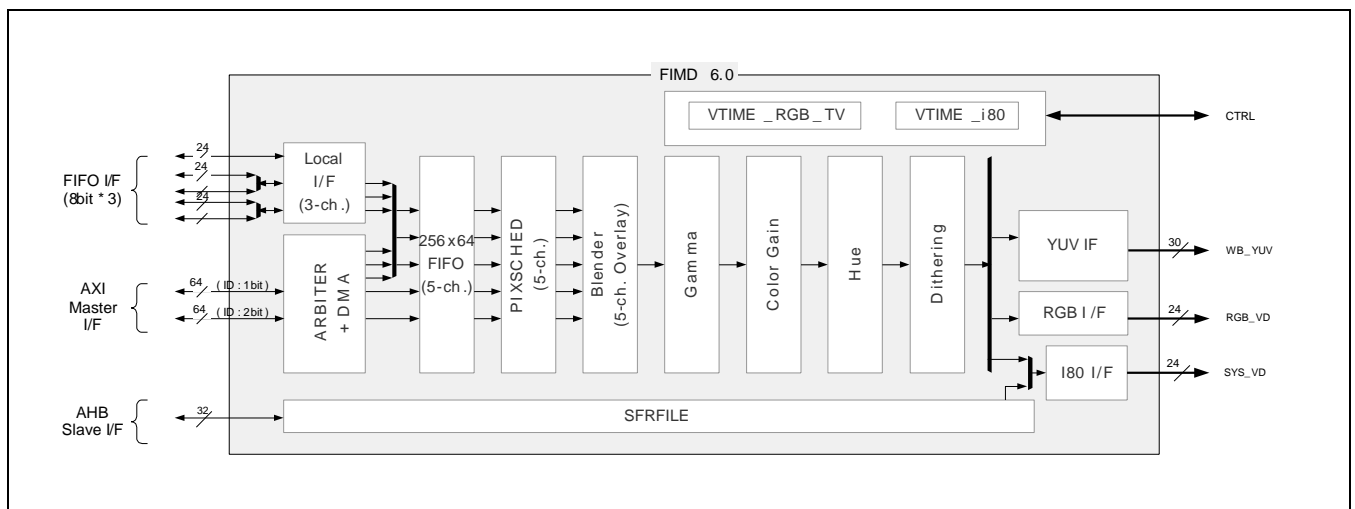 FIMD 6.0
VTIME _RGB_TV
VTIME _i80
CTRL
FIFO I/F
(8bit * 3)
24
24
24
Local
I/F
(3-ch.)
AXI
Master
I/F
64
( ID : 1bit )
64
( ID : 2bit )
ARBITER
+ DMA
256x64
FIFO
(5-ch.)
PIXSCHED
(5-ch.)
Blender
(5-ch. Overlay)
Gamma
Color Gain
Hue
Dithering
YUV IF
30
WB_YUV
RGB I/F
24
RGB_VD
I80 I/F
24
SYS_VD
AHB
Slave I/F
32
SFRFILE